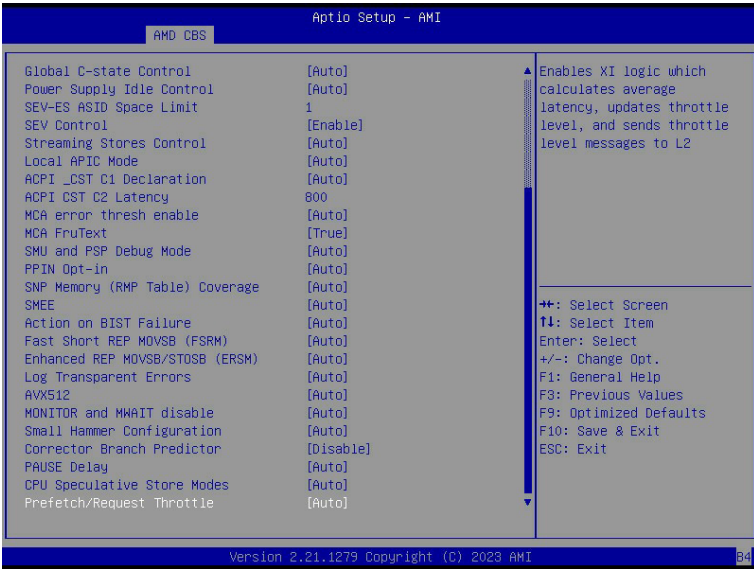 Aptio Setup – AMI
AMD CBS
Global C-state Control [Auto]
Power Supply Idle Control [Auto]
SEV-ES ASID Space Limit 1
SEV Control [Enable]
Streaming Stores Control [Auto]
Local APIC Mode [Auto]
ACPI _CST C1 Declaration [Auto]
ACPI CST C2 Latency 800
MCA error thresh enable [Auto]
MCA FruText [True]
SMU and PSP Debug Mode [Auto]
PPIN Opt-in [Auto]
SNP Memory (RMP Table) Coverage [Auto]
SMEE [Auto]
Action on BIST Failure [Auto]
Fast Short REP MOVSB (FSRM) [Auto]
Enhanced REP MOVSB/STOSB (ERSM) [Auto]
Log Transparent Errors [Auto]
AVX512 [Auto]
MONITOR and MWAIT disable [Auto]
Small Hammer Configuration [Auto]
Corrector Branch Predictor [Disable]
PAUSE Delay [Auto]
CPU Speculative Store Modes [Auto]
Prefetch/Request Throttle [Auto]
Enables XI logic which
calculates average
latency, updates throttle
level, and sends throttle
level messages to L2
→←: Select Screen
↑↓: Select Item
Enter: Select
+/-: Change Opt.
F1: General Help
F3: Previous Values
F9: Optimized Defaults
F10: Save & Exit
ESC: Exit
Version 2.21.1279 Copyright (C) 2023 AMI
B4